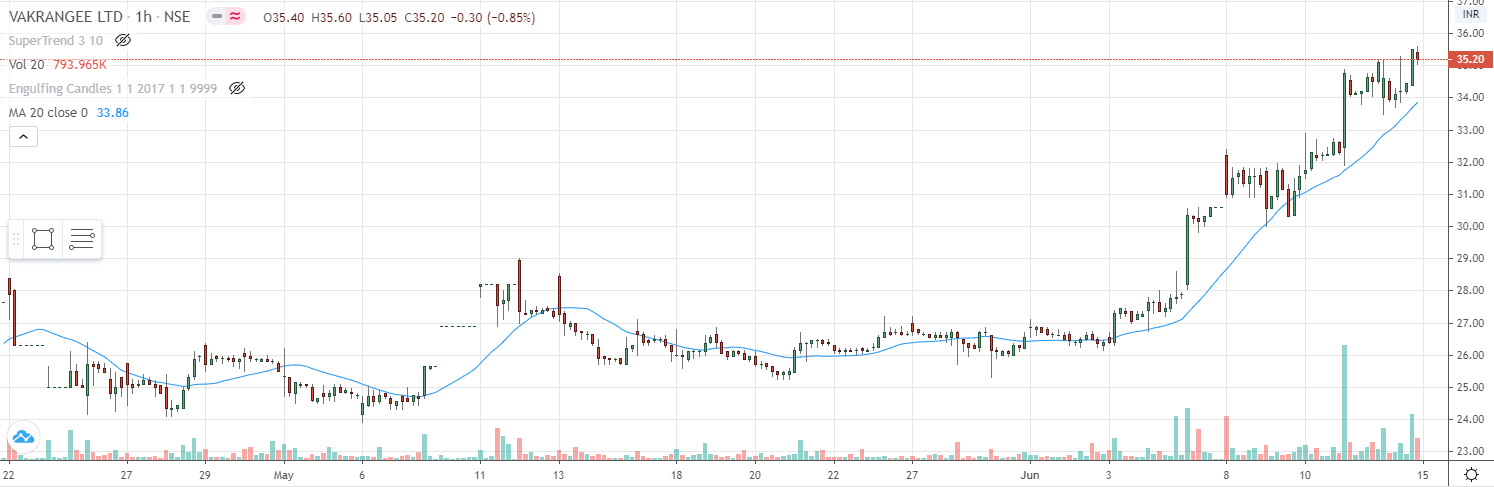 VAKRANGEE LTD · 1h · NSE O35.40 H35.60 L35.05 C35.20 −0.30 (−0.85%)
SuperTrend 3 10
Vol 20 793.965K
Engulfing Candles 1 1 2017 1 1 9999
MA 20 close 0 33.86
37.00
INR
36.00
35.20
35.00
34.00
33.00
32.00
31.00
30.00
29.00
28.00
27.00
26.00
25.00
24.00
23.00
22 27 29 May 6 11 13 18 20 22 27 Jun 3 8 10 15